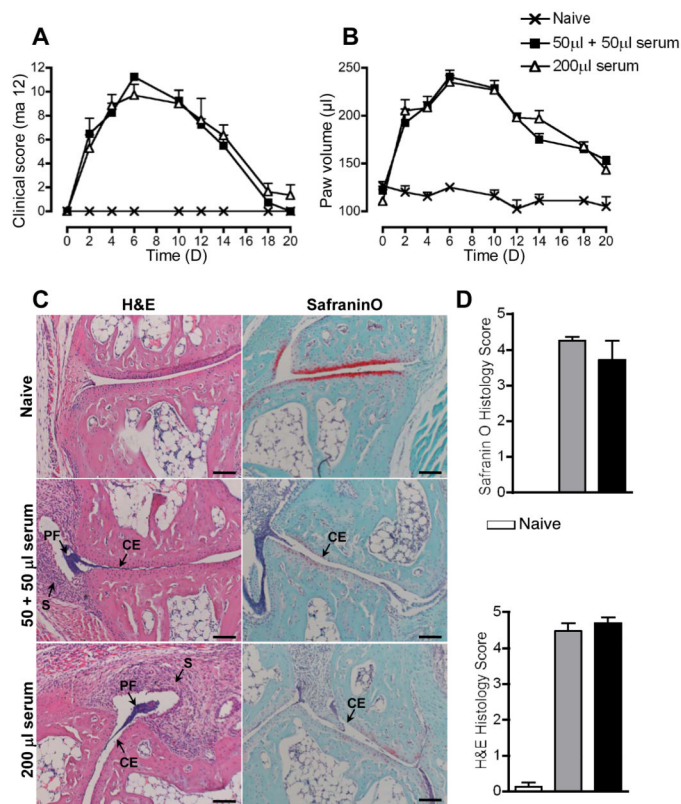 Naive
50µl + 50µl serum
200µl serum
A
Clinical score (ma 12)
12
10
8
6
4
2
0
0 2 4 6 8 10 12 14 16 18 20
Time (D)
B
Paw volume (µl)
250
200
150
100
0 2 4 6 8 10 12 14 16 18 20
Time (D)
C
H&E SafraninO
Naive
50 + 50 µl serum
PF
CE
S
CE
200 µl serum
S
PF
CE
CE
D
Safranin O Histology Score
5
4
3
2
1
0
Naive
H&E Histology Score
5
4
3
2
1
0